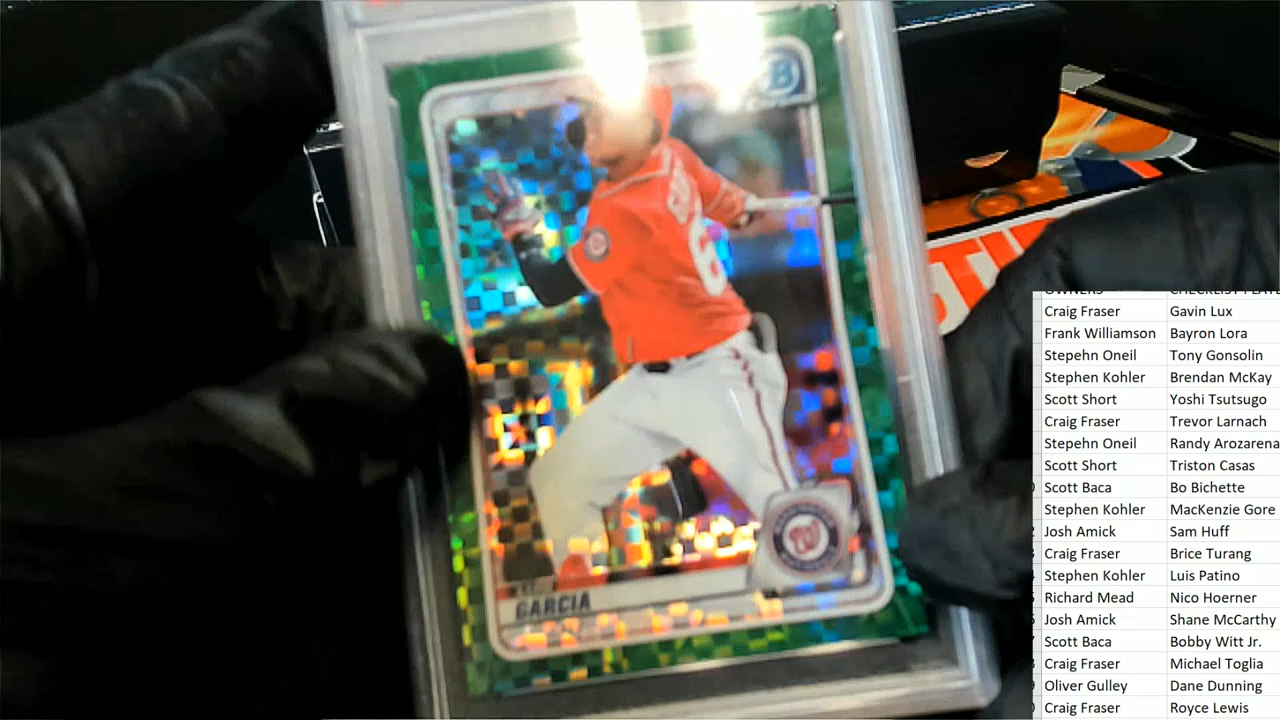 B
6
GARCIA
OWNERS
Craig Fraser Gavin Lux
Frank Williamson Bayron Lora
Stepehn Oneil Tony Gonsolin
Stephen Kohler Brendan McKay
Scott Short Yoshi Tsutsugo
Craig Fraser Trevor Larnach
Stepehn Oneil Randy Arozarena
Scott Short Triston Casas
Scott Baca Bo Bichette
Stephen Kohler MacKenzie Gore
Josh Amick Sam Huff
Craig Fraser Brice Turang
Stephen Kohler Luis Patino
Richard Mead Nico Hoerner
Josh Amick Shane McCarthy
Scott Baca Bobby Witt Jr.
Craig Fraser Michael Toglia
Oliver Gulley Dane Dunning
Craig Fraser Royce Lewis